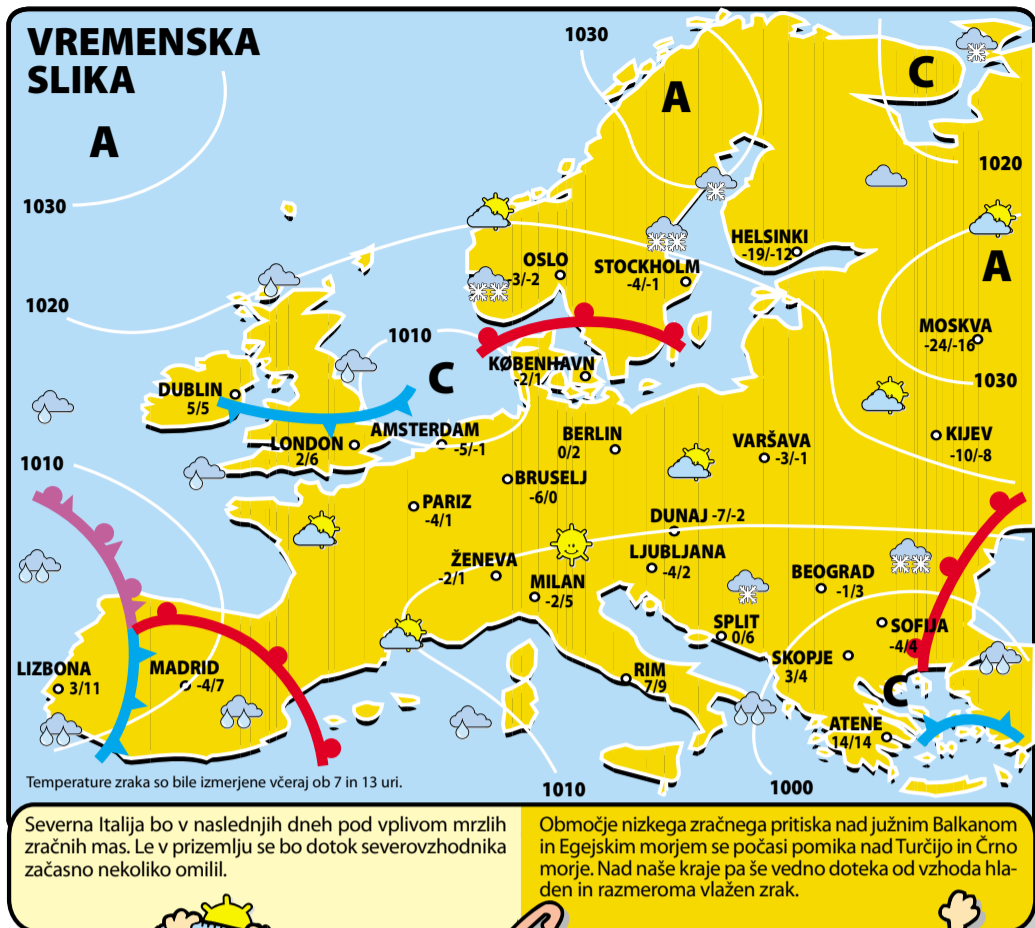 VREMENSKA
SLIKA
A
1030
1030
A
C
1020
A
1030
1020
1010
C
1010
OSLO
-3/-2
STOCKHOLM
-4/-1
HELSINKI
-19/-12
MOSKVA
-24/-16
KØBENHAVN
-2/1
DUBLIN
5/5
LONDON
2/6
AMSTERDAM
-5/-1
BERLIN
0/2
VARŠAVA
-3/-1
KIJEV
-10/-8
BRUSELJ
-6/0
PARIZ
-4/1
DUNAJ -7/-2
ŽENEVA
-2/1
LJUBLJANA
-4/2
MILAN
-2/5
BEOGRAD
-1/3
SPLIT
0/6
SOFIJA
-4/4
SKOPJE
3/4
LIZBONA
3/11
MADRID
-4/7
RIM
7/9
C
ATENE
14/14
1010
1000
Temperature zraka so bile izmerjene včeraj ob 7 in 13 uri.
Severna Italija bo v naslednjih dneh pod vplivom mrzlih
zračnih mas. Le v prizemlju se bo dotok severovzhodnika
začasno nekoliko omilil.
Območje nizkega zračnega pritiska nad južnim Balkanom
in Egejskim morjem se počasi pomika nad Turčijo in Črno
morje. Nad naše kraje pa še vedno doteka od vzhoda hla-
den in razmeroma vlažen zrak.